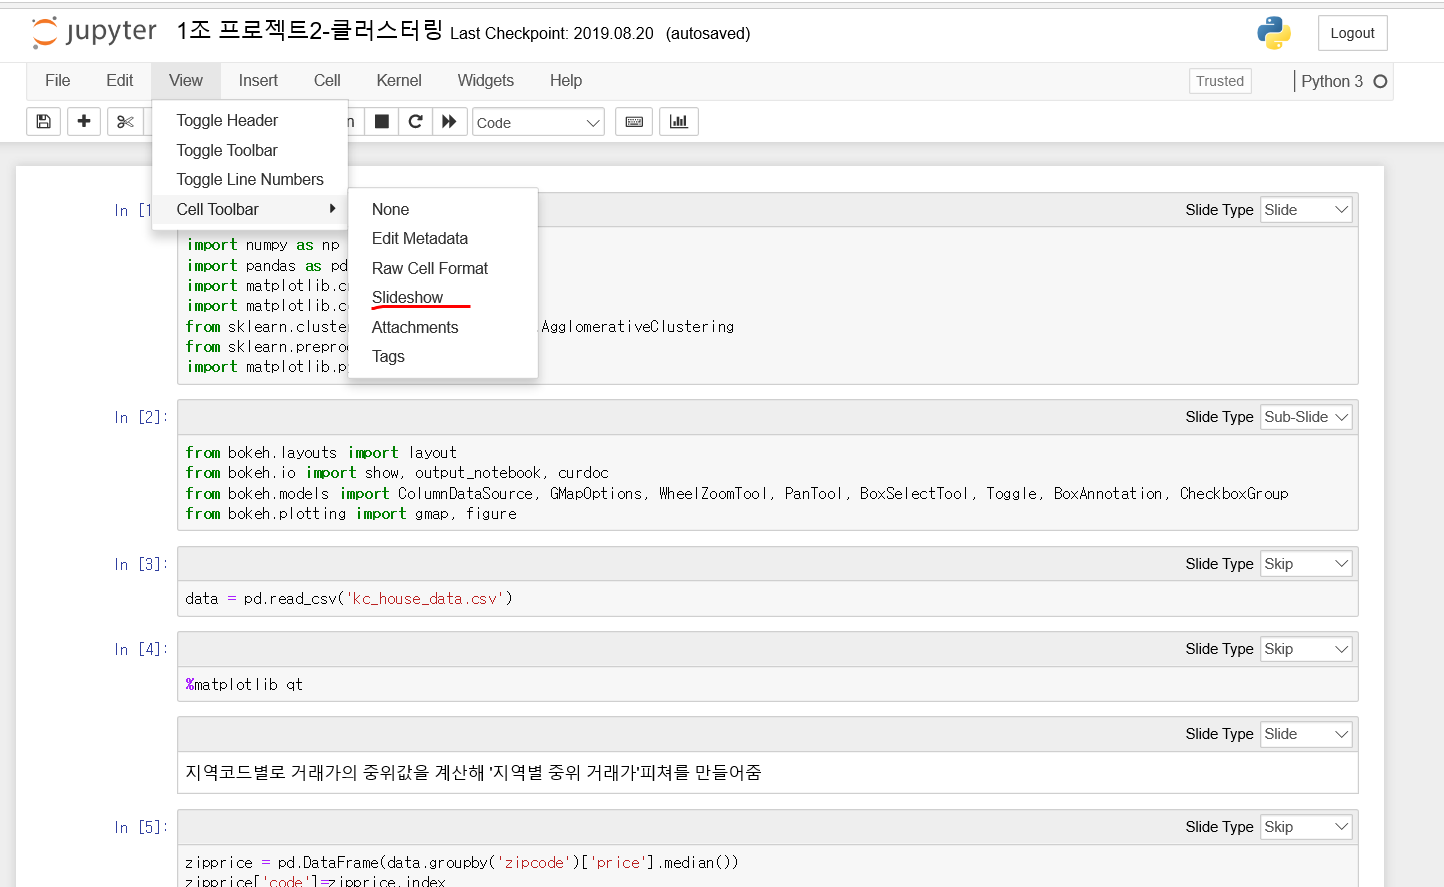 jupyter 1조 프로젝트2-클러스터링 Last Checkpoint: 2019.08.20 (autosaved) Logout
File Edit View Insert Cell Kernel Widgets Help Trusted Python 3
n Code
Toggle Header
Toggle Toolbar
Toggle Line Numbers
Cell Toolbar
None
Edit Metadata
Raw Cell Format
Slideshow
Attachments
Tags
In [1 Slide Type Slide
import numpy as np
import pandas as pd
import matplotlib.c
import matplotlib.c
from sklearn.cluste AgglomerativeClustering
from sklearn.prepro
import matplotlib.p
In [2]: Slide Type Sub-Slide
from bokeh.layouts import layout
from bokeh.io import show, output_notebook, curdoc
from bokeh.models import ColumnDataSource, GMapOptions, WheelZoomTool, PanTool, BoxSelectTool, Toggle, BoxAnnotation, CheckboxGroup
from bokeh.plotting import gmap, figure
In [3]: Slide Type Skip
data = pd.read_csv('kc_house_data.csv')
In [4]: Slide Type Skip
%matplotlib qt
Slide Type Slide
지역코드별로 거래가의 중위값을 계산해 '지역별 중위 거래가'피쳐를 만들어줌
In [5]: Slide Type Skip
zipprice = pd.DataFrame(data.groupby('zipcode')['price'].median())
zipprice['code']=zipprice.index